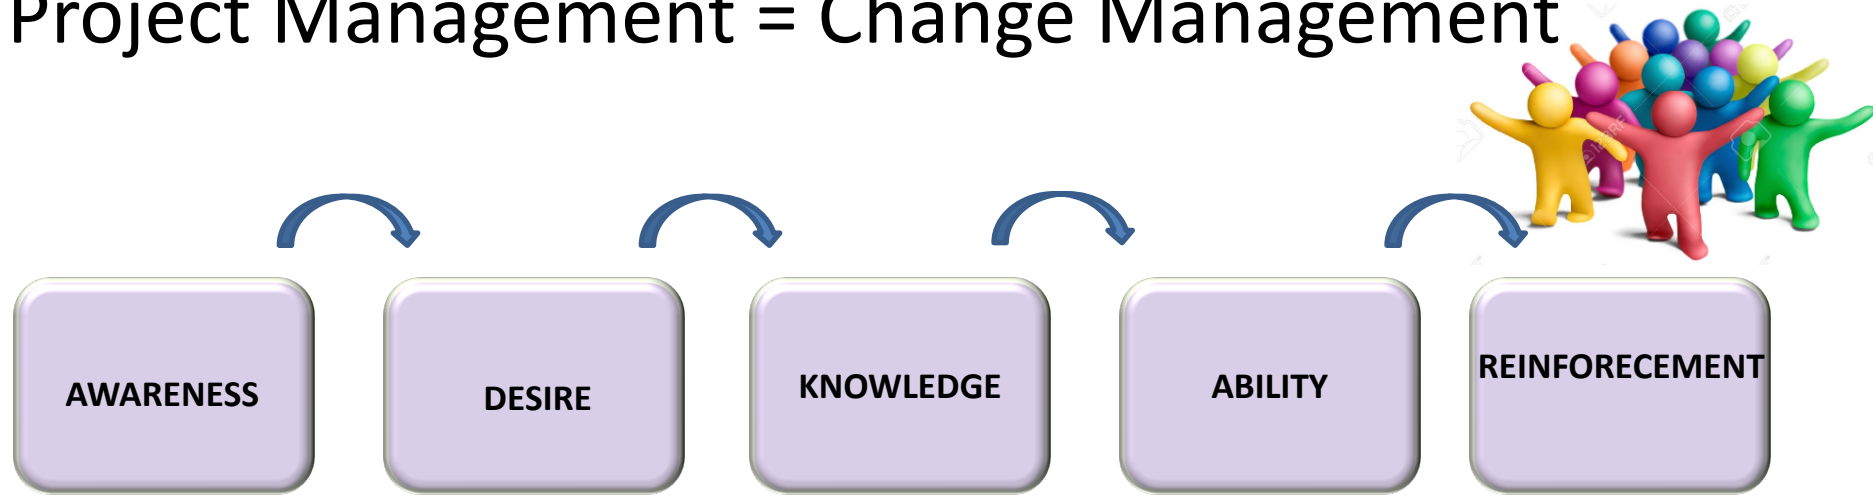 Project Management = Change Management
AWARENESS
DESIRE
KNOWLEDGE
ABILITY
REINFORECEMENT